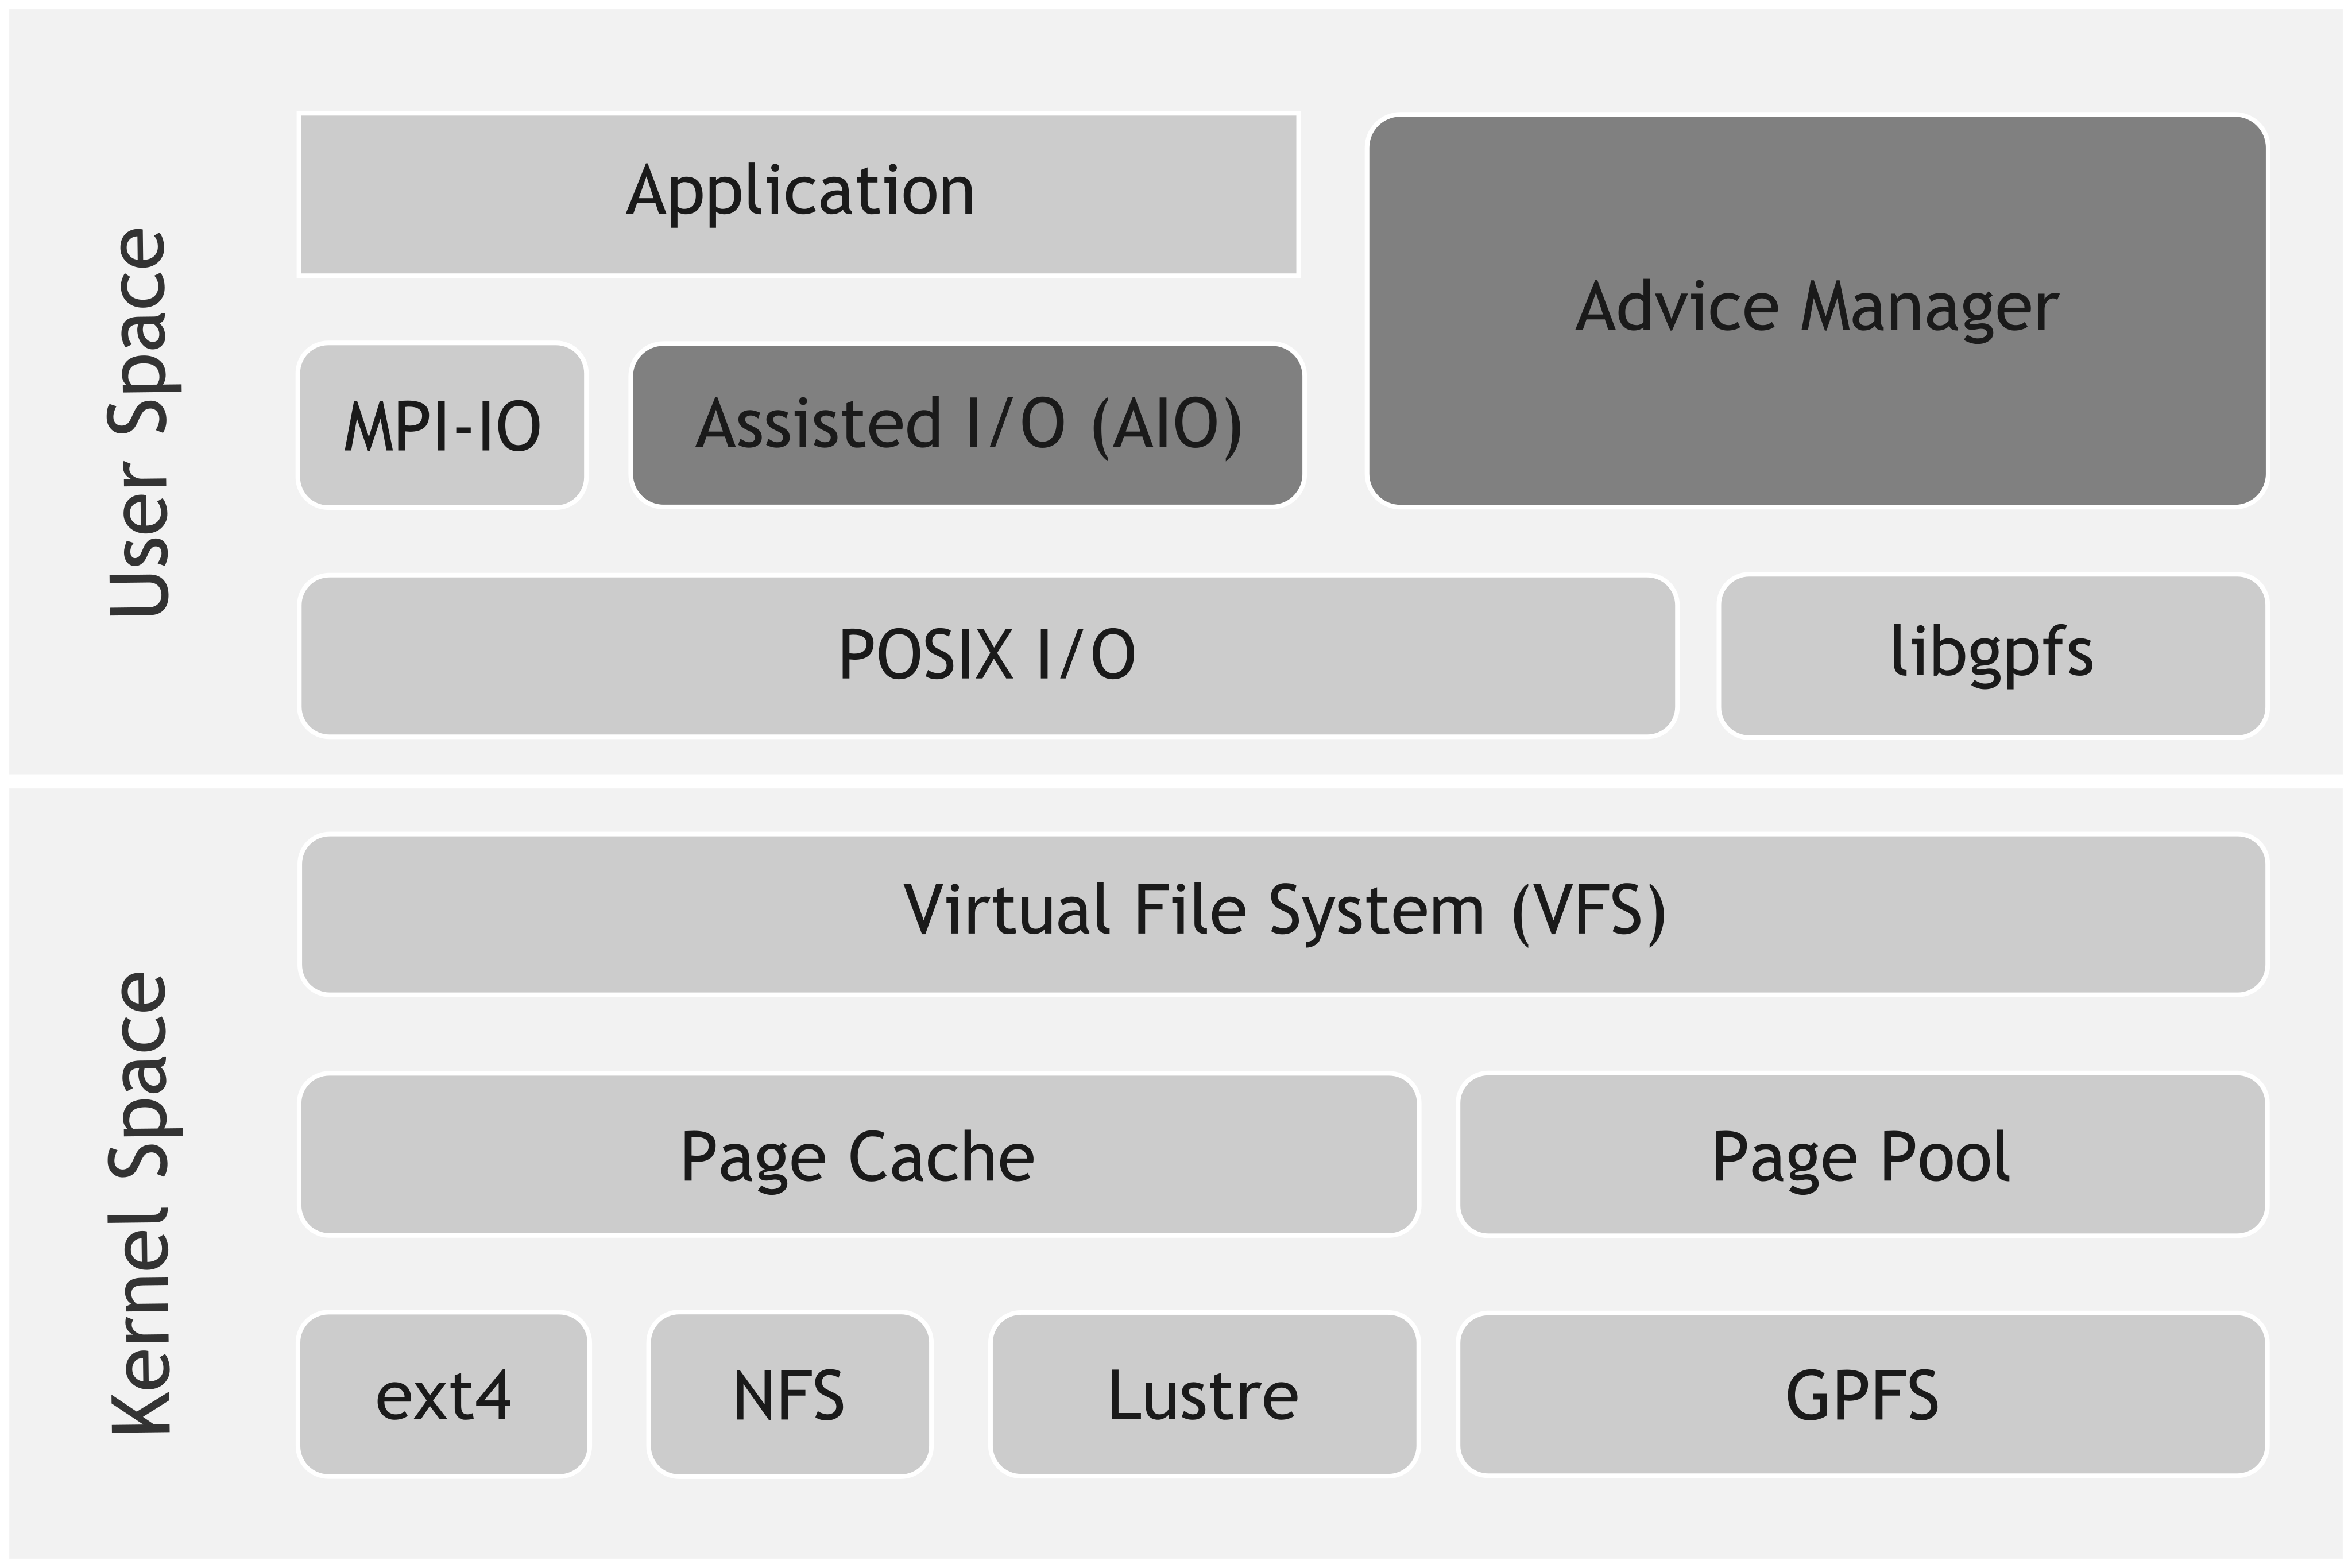 User Space
Application
Advice Manager
MPI-IO
Assisted I/O (AIO)
POSIX I/O
libgpfs
Kernel Space
Virtual File System (VFS)
Page Cache
Page Pool
ext4
NFS
Lustre
GPFS